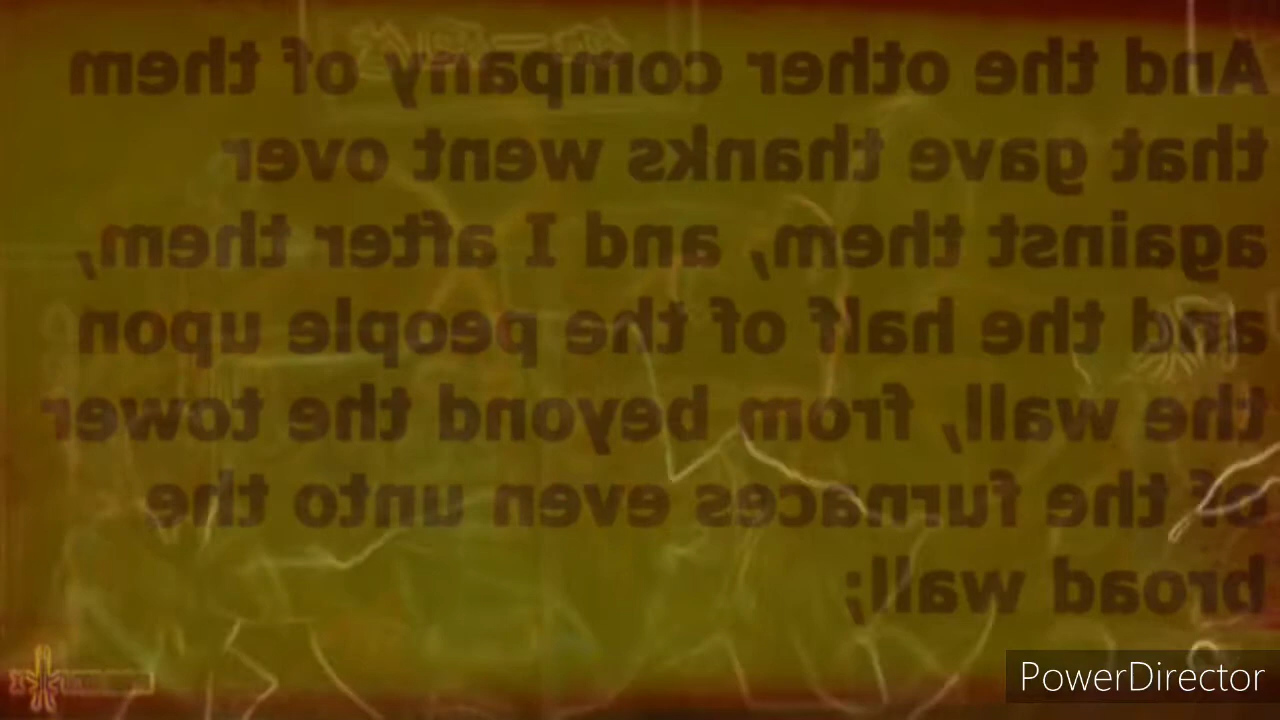 And the other company of them
that gave thanks went over
against them, and I after them,
and the half of the people upon
the wall, from beyond the tower
of the furnaces even unto the
broad wall;
PowerDirector